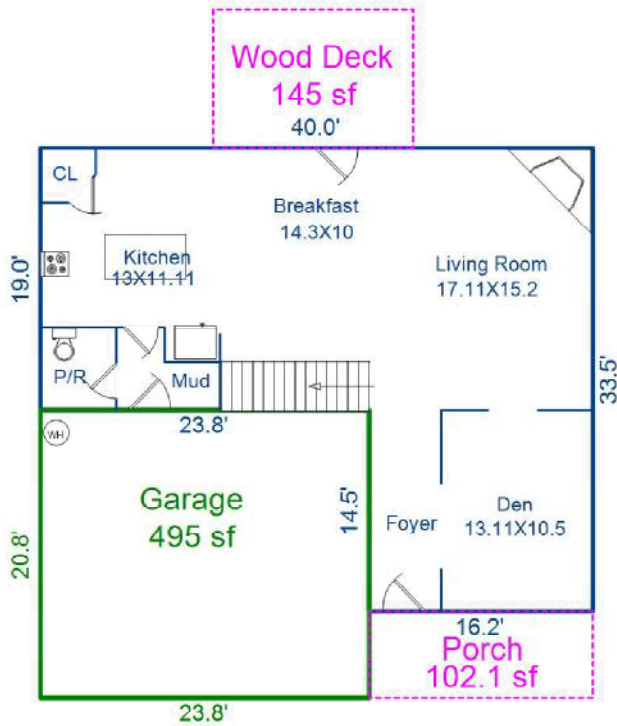 Wood Deck
145 sf
40.0'
CL
Breakfast
14.3X10
Kitchen
13X11.11
Living Room
17.11X15.2
19.0'
P/R
Mud
33.5'
23.8'
WH
Garage
495 sf
14.5'
Foyer
Den
13.11X10.5
20.8'
16.2'
Porch
102.1 sf
23.8'